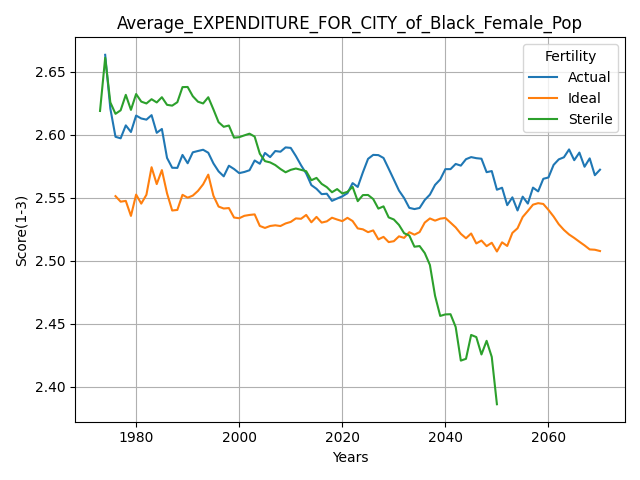 Average_EXPENDITURE_FOR_CITY_of_Black_Female_Pop
Fertility
Actual
Ideal
Sterile
Score(1-3)
2.65
2.60
2.55
2.50
2.45
2.40
1980 2000 2020 2040 2060
Years